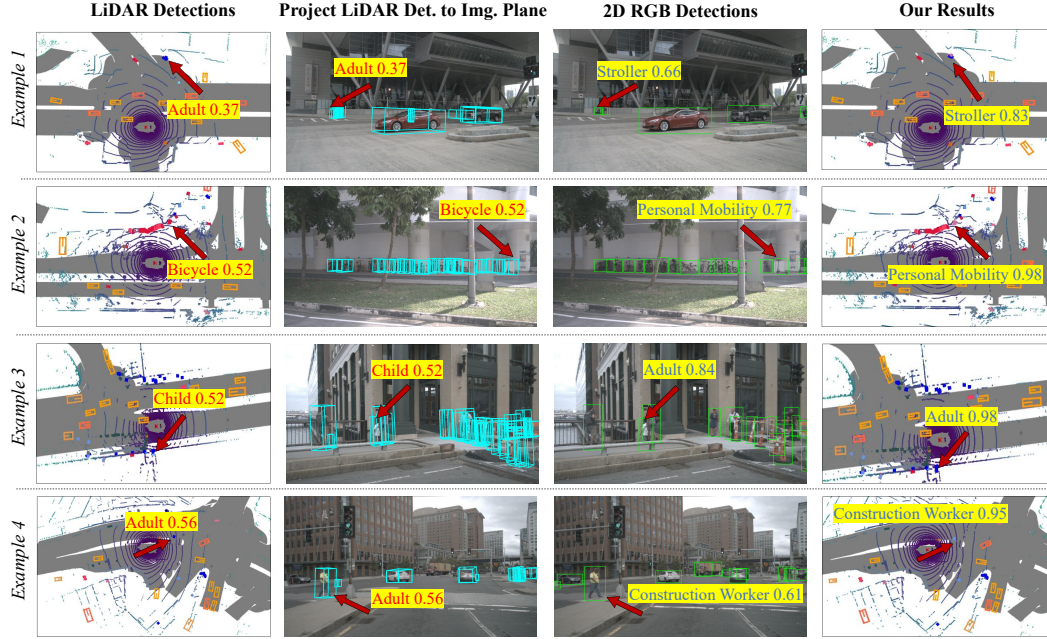 LiDAR Detections
Project LiDAR Det. to Img. Plane
2D RGB Detections
Our Results
Example 1
Adult 0.37
Adult 0.37
Stroller 0.66
Stroller 0.83
Example 2
Bicycle 0.52
Bicycle 0.52
Personal Mobility 0.77
Personal Mobility 0.98
Example 3
Child 0.52
Child 0.52
Adult 0.84
Adult 0.98
Example 4
Adult 0.56
Adult 0.56
Construction Worker 0.61
Construction Worker 0.95